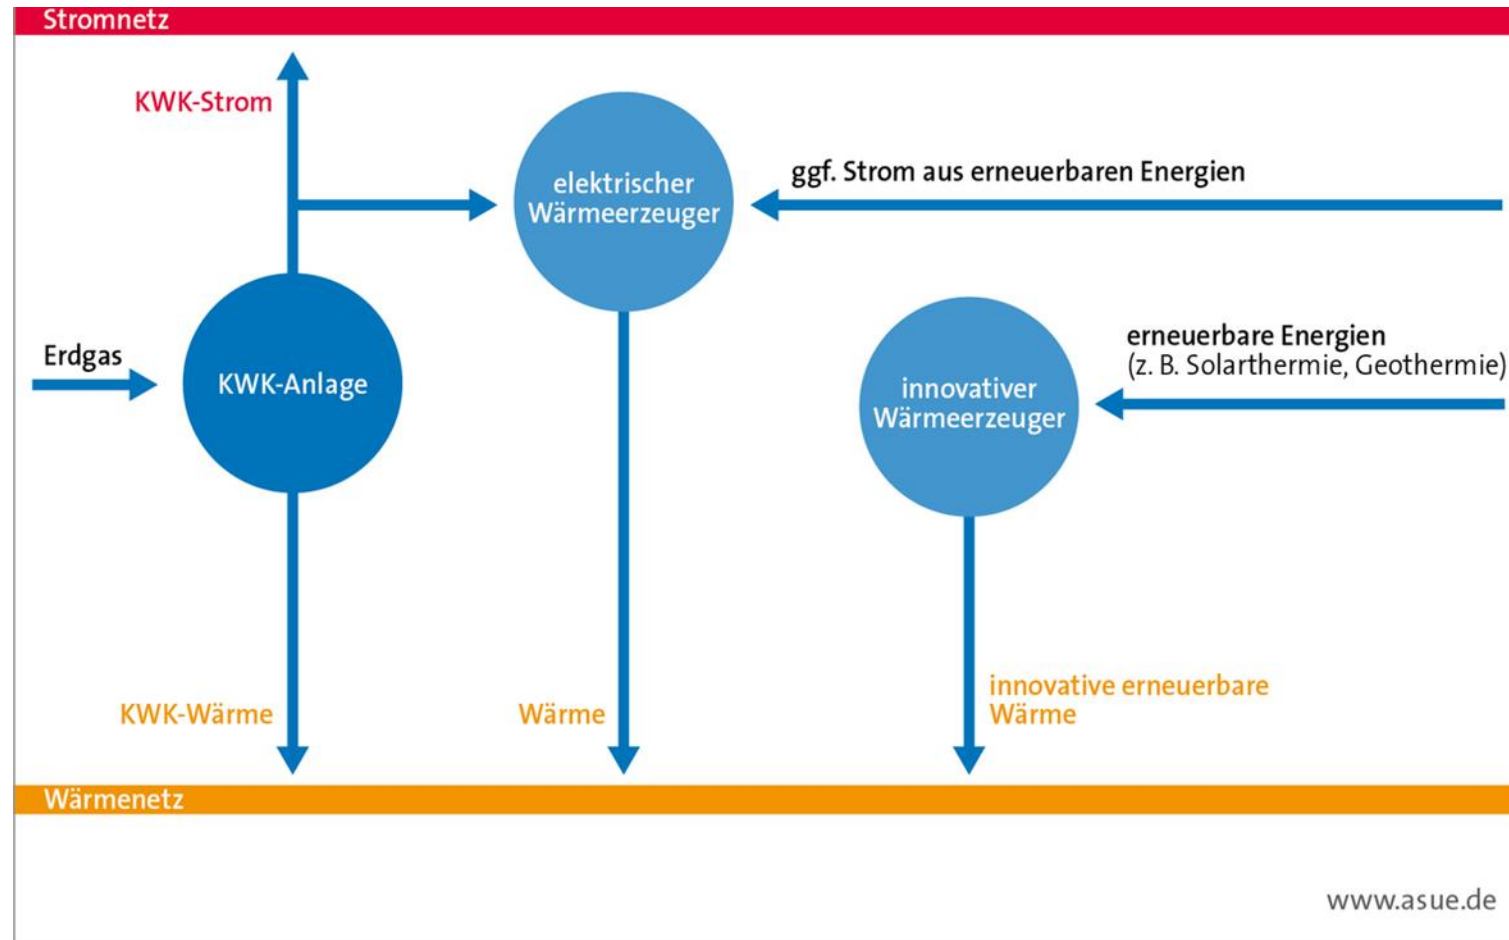 Stromnetz
KWK-Strom
elektrischer
Wärmeerzeuger
ggf. Strom aus erneuerbaren Energien
Erdgas
KWK-Anlage
innovativer
Wärmeerzeuger
erneuerbare Energien
(z. B. Solarthermie, Geothermie)
KWK-Wärme
Wärme
innovative erneuerbare
Wärme
Wärmenetz
www.asue.de